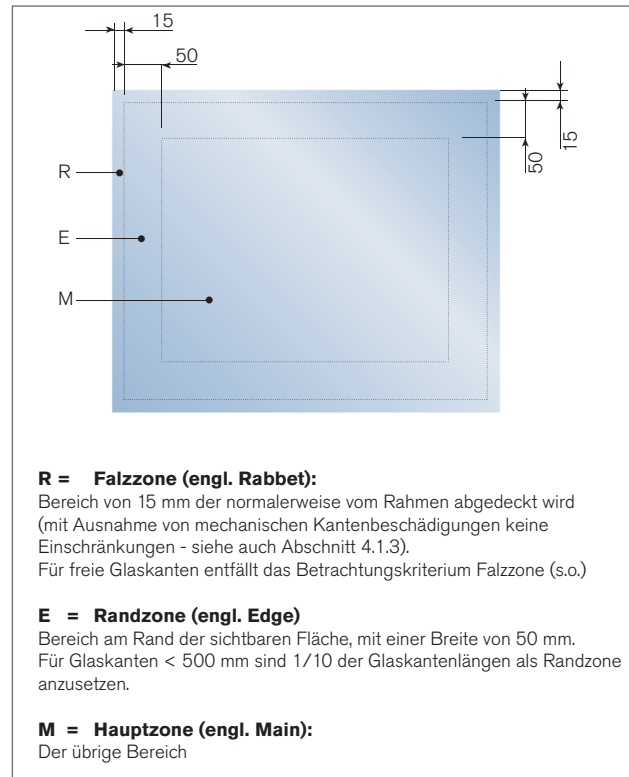 15
50
50
15
R
E
M
R = Falzzone (engl. Rabbet):
Bereich von 15 mm der normalerweise vom Rahmen abgedeckt wird
(mit Ausnahme von mechanischen Kantenbeschädigungen keine
Einschränkungen - siehe auch Abschnitt 4.1.3).
Für freie Glaskanten entfällt das Betrachtungskriterium Falzzone (s.o.)
E = Randzone (engl. Edge)
Bereich am Rand der sichtbaren Fläche, mit einer Breite von 50 mm.
Für Glaskanten < 500 mm sind 1/10 der Glaskantenlängen als Randzone
anzusetzen.
M = Hauptzone (engl. Main):
Der übrige Bereich